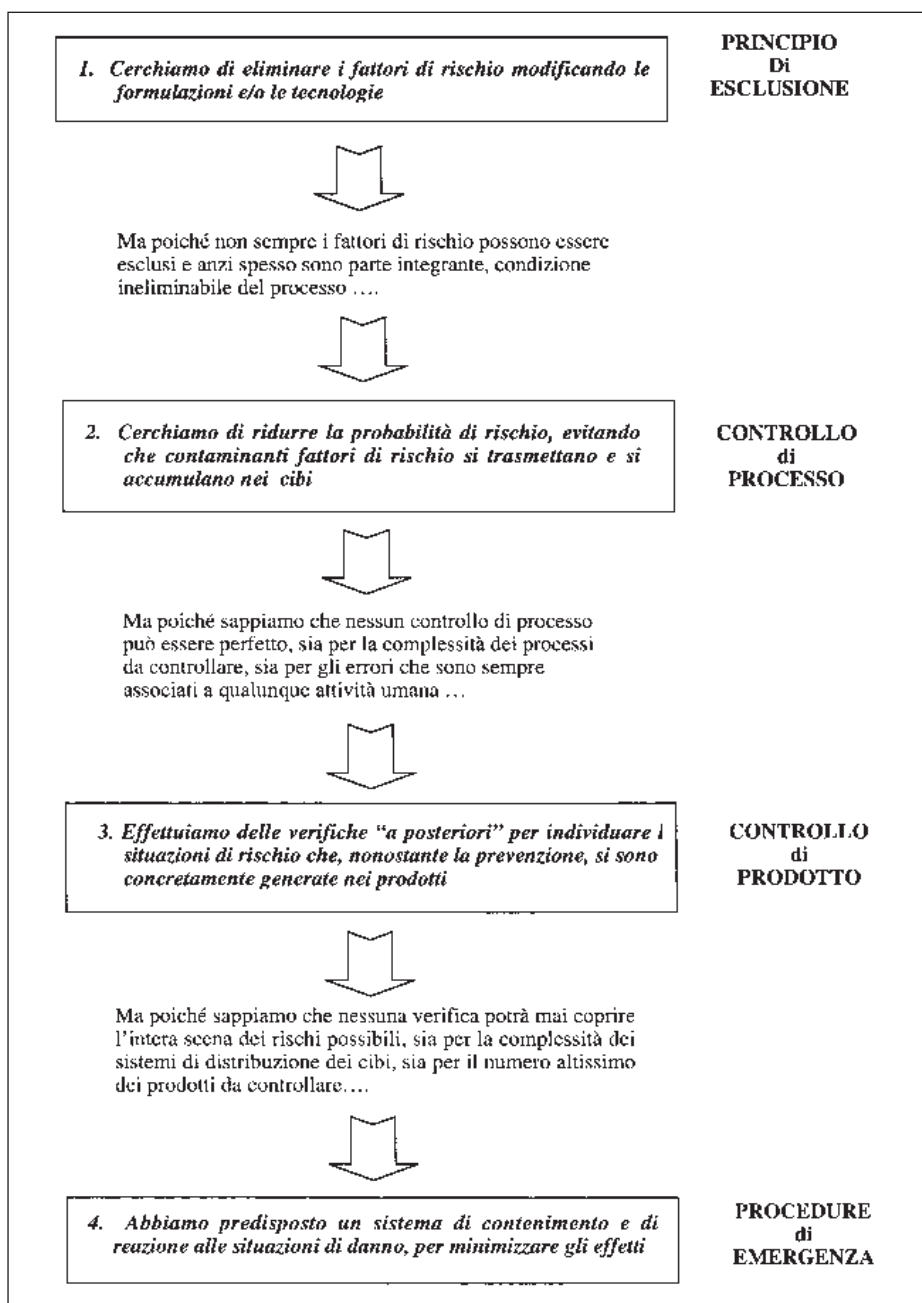 PRINCIPIO
Di
ESCLUSIONE
1. Cerchiamo di eliminare i fattori di rischio modificando le
formulazioni e/o le tecnologie
Ma poiché non sempre i fattori di rischio possono essere
esclusi e anzi spesso sono parte integrante, condizione
ineliminabile del processo ….
2. Cerchiamo di ridurre la probabilità di rischio, evitando
che contaminanti fattori di rischio si trasmettano e si
accumulano nei cibi
CONTROLLO
di
PROCESSO
Ma poiché sappiamo che nessun controllo di processo
può essere perfetto, sia per la complessità dei processi
da controllare, sia per gli errori che sono sempre
associati a qualunque attività umana …
3. Effettuiamo delle verifiche “a posteriori” per individuare l
situazioni di rischio che, nonostante la prevenzione, si sono
concretamente generate nei prodotti
CONTROLLO
di
PRODOTTO
Ma poiché sappiamo che nessuna verifica potrà mai coprire
l’intera scena dei rischi possibili, sia per la complessità dei
sistemi di distribuzione dei cibi, sia per il numero altissimo
dei prodotti da controllare….
4. Abbiamo predisposto un sistema di contenimento e di
reazione alle situazioni di danno, per minimizzare gli effetti
PROCEDURE
di
EMERGENZA